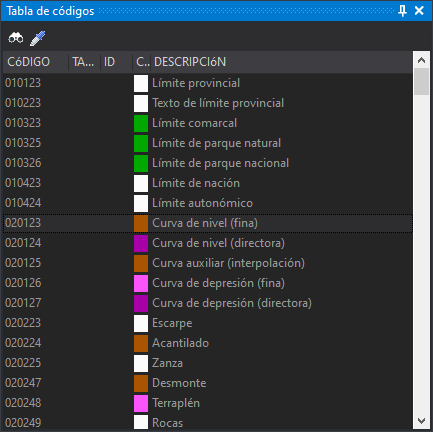 Tabla de códigos
CóDIGO TA... ID C.. DESCRIPCIóN
010123 Límite provincial
010223 Texto de límite provincial
010323 Límite comarcal
010325 Límite de parque natural
010326 Límite de parque nacional
010423 Límite de nación
010424 Límite autonómico
020123 Curva de nivel (fina)
020124 Curva de nivel (directora)
020125 Curva auxiliar (interpolación)
020126 Curva de depresión (fina)
020127 Curva de depresión (directora)
020223 Escarpe
020224 Acantilado
020225 Zanza
020247 Desmonte
020248 Terraplén
020249 Rocas